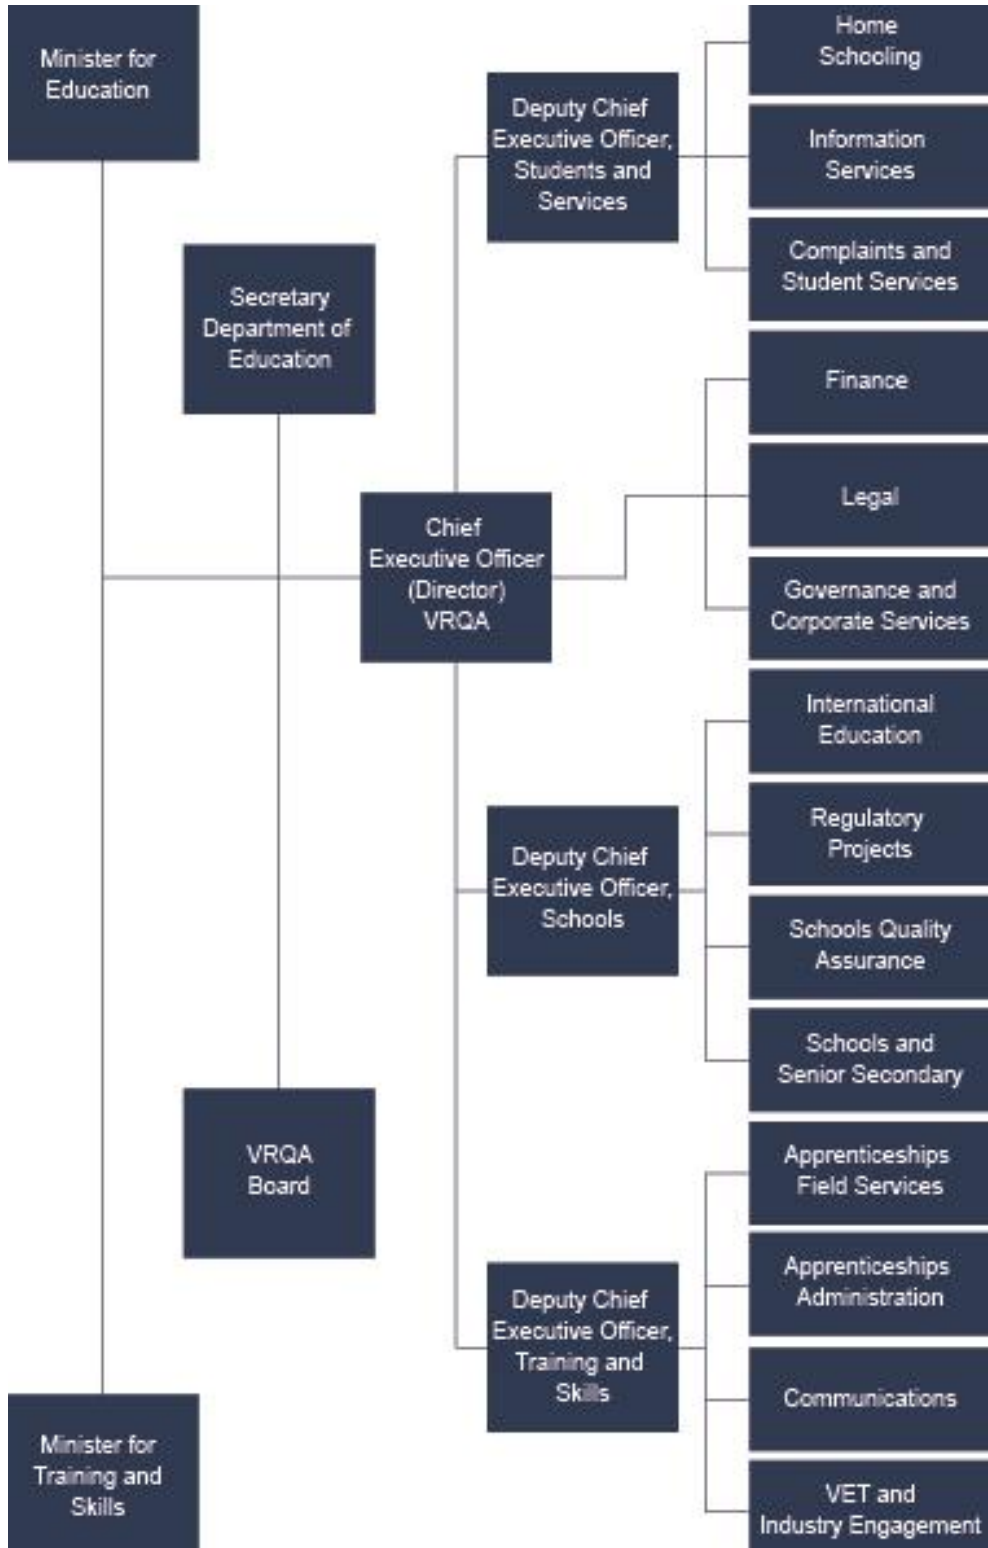 Minister for
Education
Secretary
Department of
Education
Chief
Executive Officer
(Director)
VRQA
VRQA
Board
Minister for
Training and
Skills
Deputy Chief
Executive Officer,
Students and
Services
Home
Schooling
Information
Services
Complaints and
Student Services
Finance
Legal
Governance and
Corporate Services
Deputy Chief
Executive Officer,
Schools
International
Education
Regulatory
Projects
Schools Quality
Assurance
Schools and
Senior Secondary
Deputy Chief
Executive Officer,
Training and
Skills
Apprenticeships
Field Services
Apprenticeships
Administration
Communications
VET and
Industry Engagement